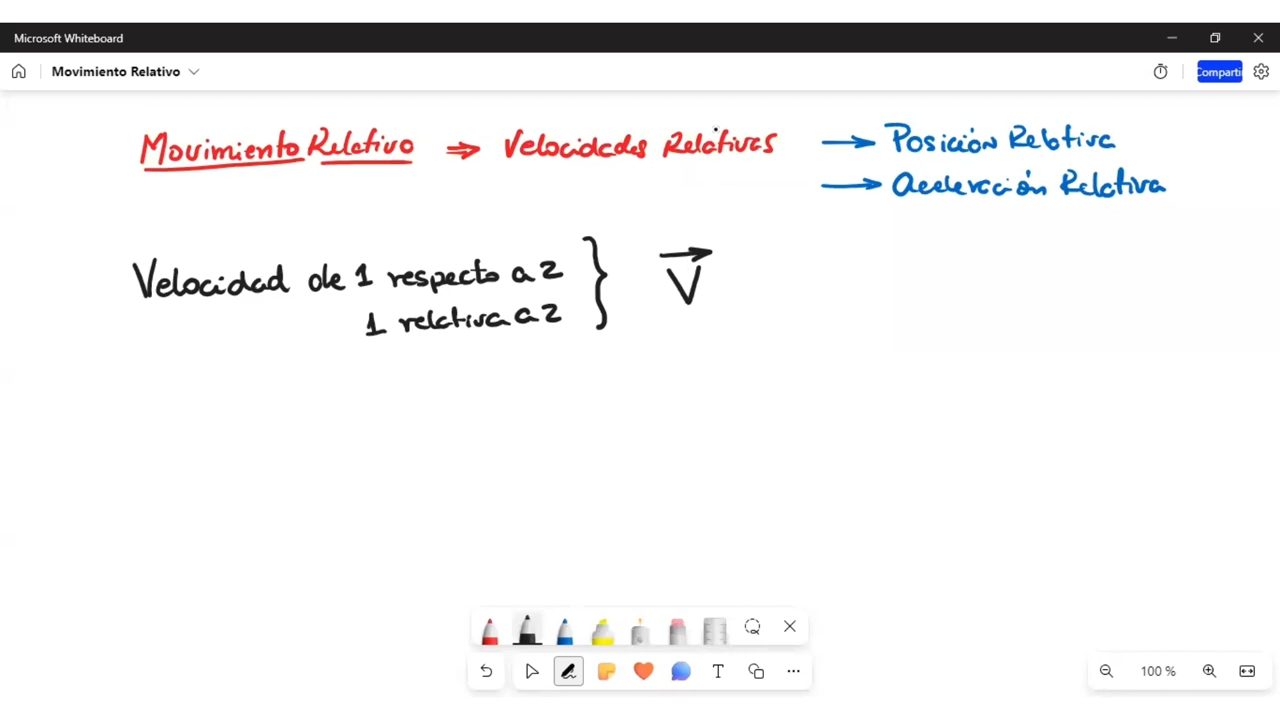 Microsoft Whiteboard
Movimiento Relativo
Comparti
Movimiento Relativo ⇒ Velocidades Relativas → Posición Relativa
→ Aceleración Relativa
Velocidad de 1 respecto a 2
1 relativa a 2
V
T
100 %